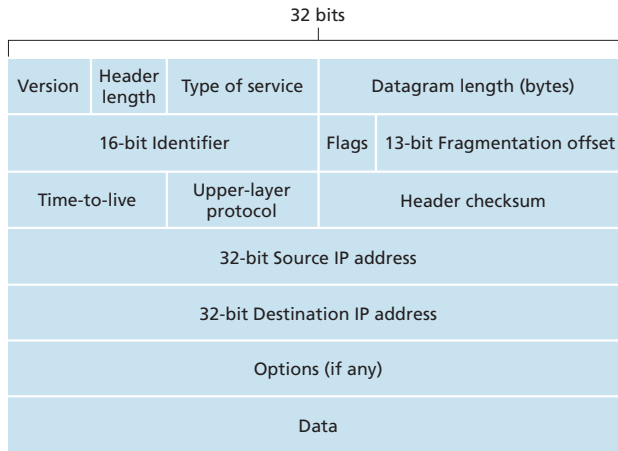 32 bits
Version
Header
length
Type of service
Datagram length (bytes)
16-bit Identifier
Flags
13-bit Fragmentation offset
Time-to-live
Upper-layer
protocol
Header checksum
32-bit Source IP address
32-bit Destination IP address
Options (if any)
Data